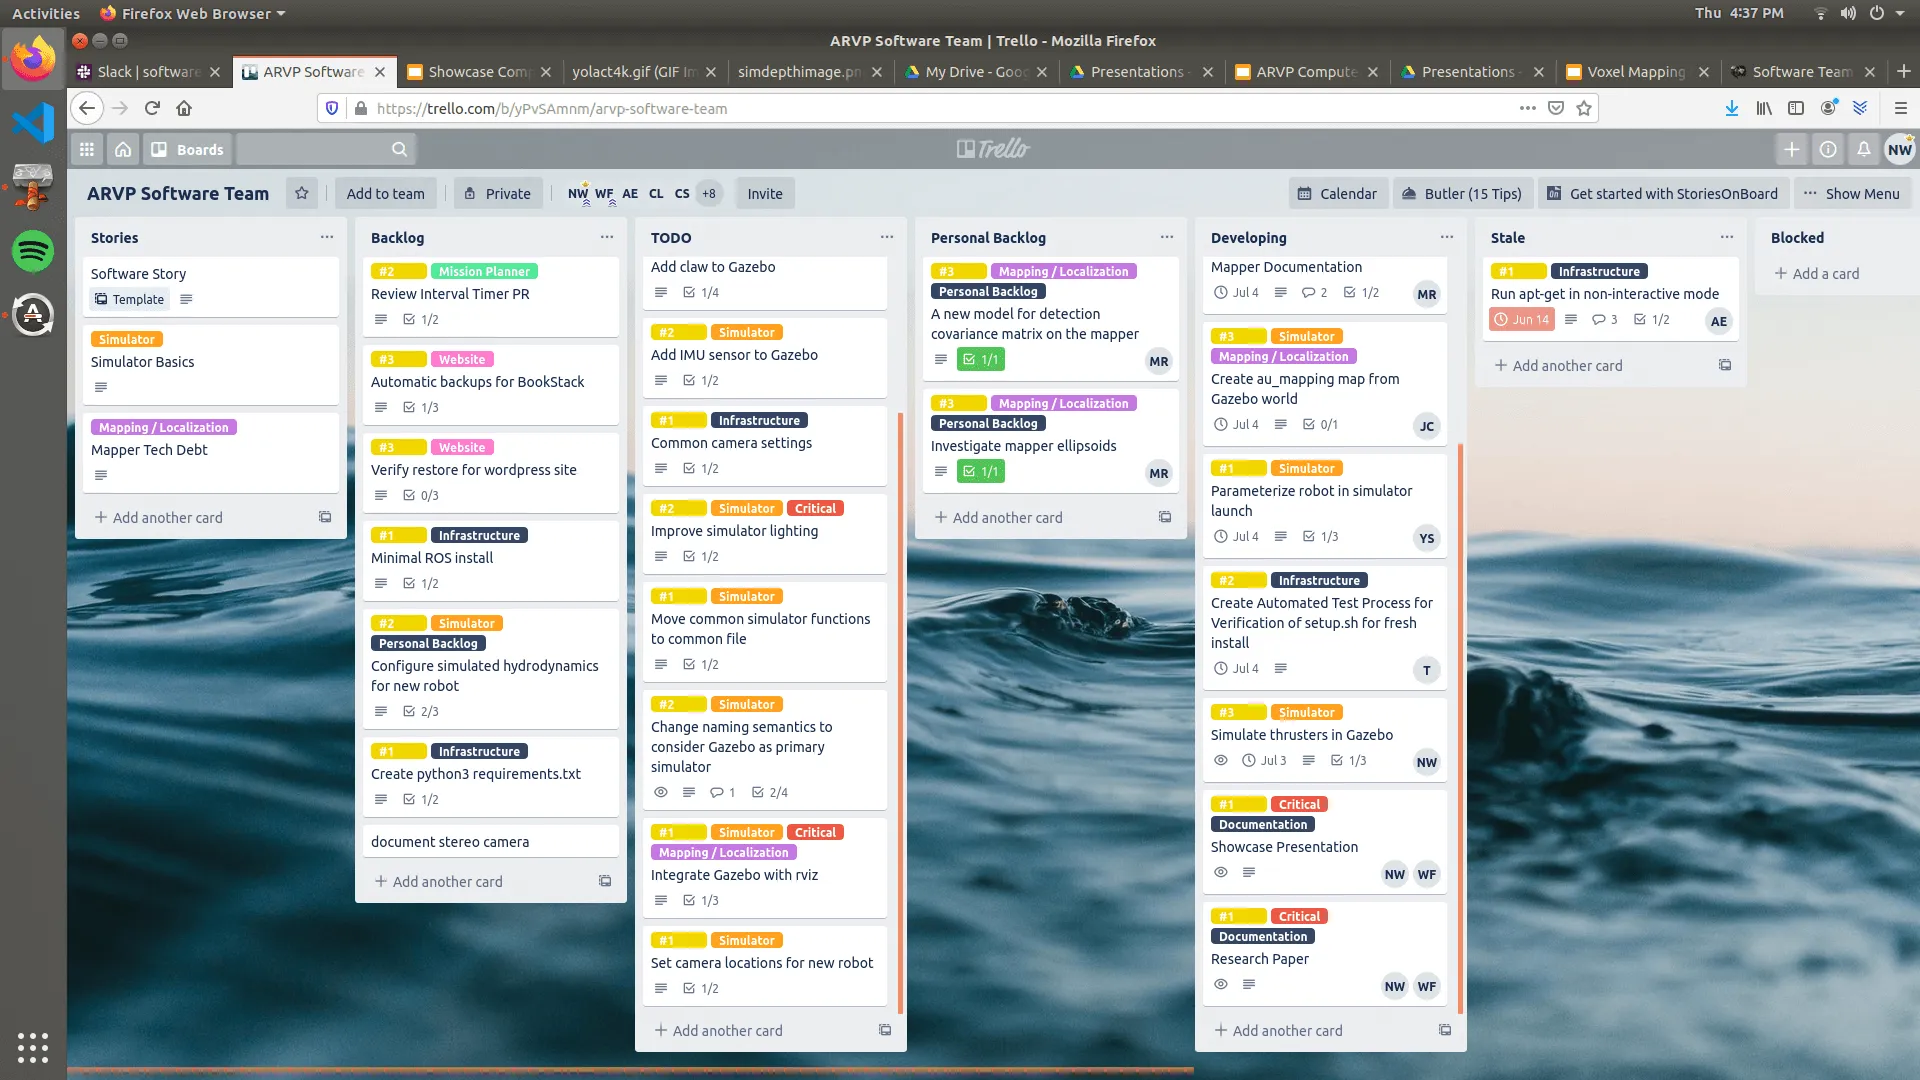 Activities
Firefox Web Browser
Thu 4:37 PM
ARVP Software Team | Trello - Mozilla Firefox
Slack | software
ARVP Software
Showcase Com
yolact4k.gif (GIF Im
simdepthimage.pn
My Drive - Goo
Presentations -
ARVP Compute
Presentations -
Voxel Mapping
Software Team
https://trello.com/b/yPvSAmnm/arvp-software-team
Boards
Trello
NW
ARVP Software Team
Add to team
Private
NW WF AE CL CS +8
Invite
Calendar
Butler (15 Tips)
Get started with StoriesOnBoard
Show Menu
Stories
Software Story
Template
Simulator
Simulator Basics
Mapping / Localization
Mapper Tech Debt
+ Add another card
Backlog
#2 Mission Planner
Review Interval Timer PR
1/2
#3 Website
Automatic backups for BookStack
1/3
#3 Website
Verify restore for wordpress site
0/3
#1 Infrastructure
Minimal ROS install
1/2
#2 Simulator
Personal Backlog
Configure simulated hydrodynamics
for new robot
2/3
#1 Infrastructure
Create python3 requirements.txt
1/2
document stereo camera
+ Add another card
TODO
Add claw to Gazebo
1/4
#2 Simulator
Add IMU sensor to Gazebo
1/2
#1 Infrastructure
Common camera settings
1/2
#2 Simulator Critical
Improve simulator lighting
1/2
#1 Simulator
Move common simulator functions
to common file
1/2
#2 Simulator
Change naming semantics to
consider Gazebo as primary
simulator
1 2/4
#1 Simulator Critical
Mapping / Localization
Integrate Gazebo with rviz
1/3
#1 Simulator
Set camera locations for new robot
1/2
+ Add another card
Personal Backlog
#3 Mapping / Localization
Personal Backlog
A new model for detection
covariance matrix on the mapper
1/1
MR
#3 Mapping / Localization
Personal Backlog
Investigate mapper ellipsoids
1/1
MR
+ Add another card
Developing
Mapper Documentation
Jul 4 2 1/2
MR
#3 Simulator
Mapping / Localization
Create au_mapping map from
Gazebo world
Jul 4 0/1
JC
#1 Simulator
Parameterize robot in simulator
launch
Jul 4 1/3
YS
#2 Infrastructure
Create Automated Test Process for
Verification of setup.sh for fresh
install
Jul 4
T
#3 Simulator
Simulate thrusters in Gazebo
Jul 3 1/3
NW
#1 Critical
Documentation
Showcase Presentation
NW WF
#1 Critical
Documentation
Research Paper
NW WF
+ Add another card
Stale
#1 Infrastructure
Run apt-get in non-interactive mode
Jun 14 3 1/2
AE
+ Add another card
Blocked
+ Add a card